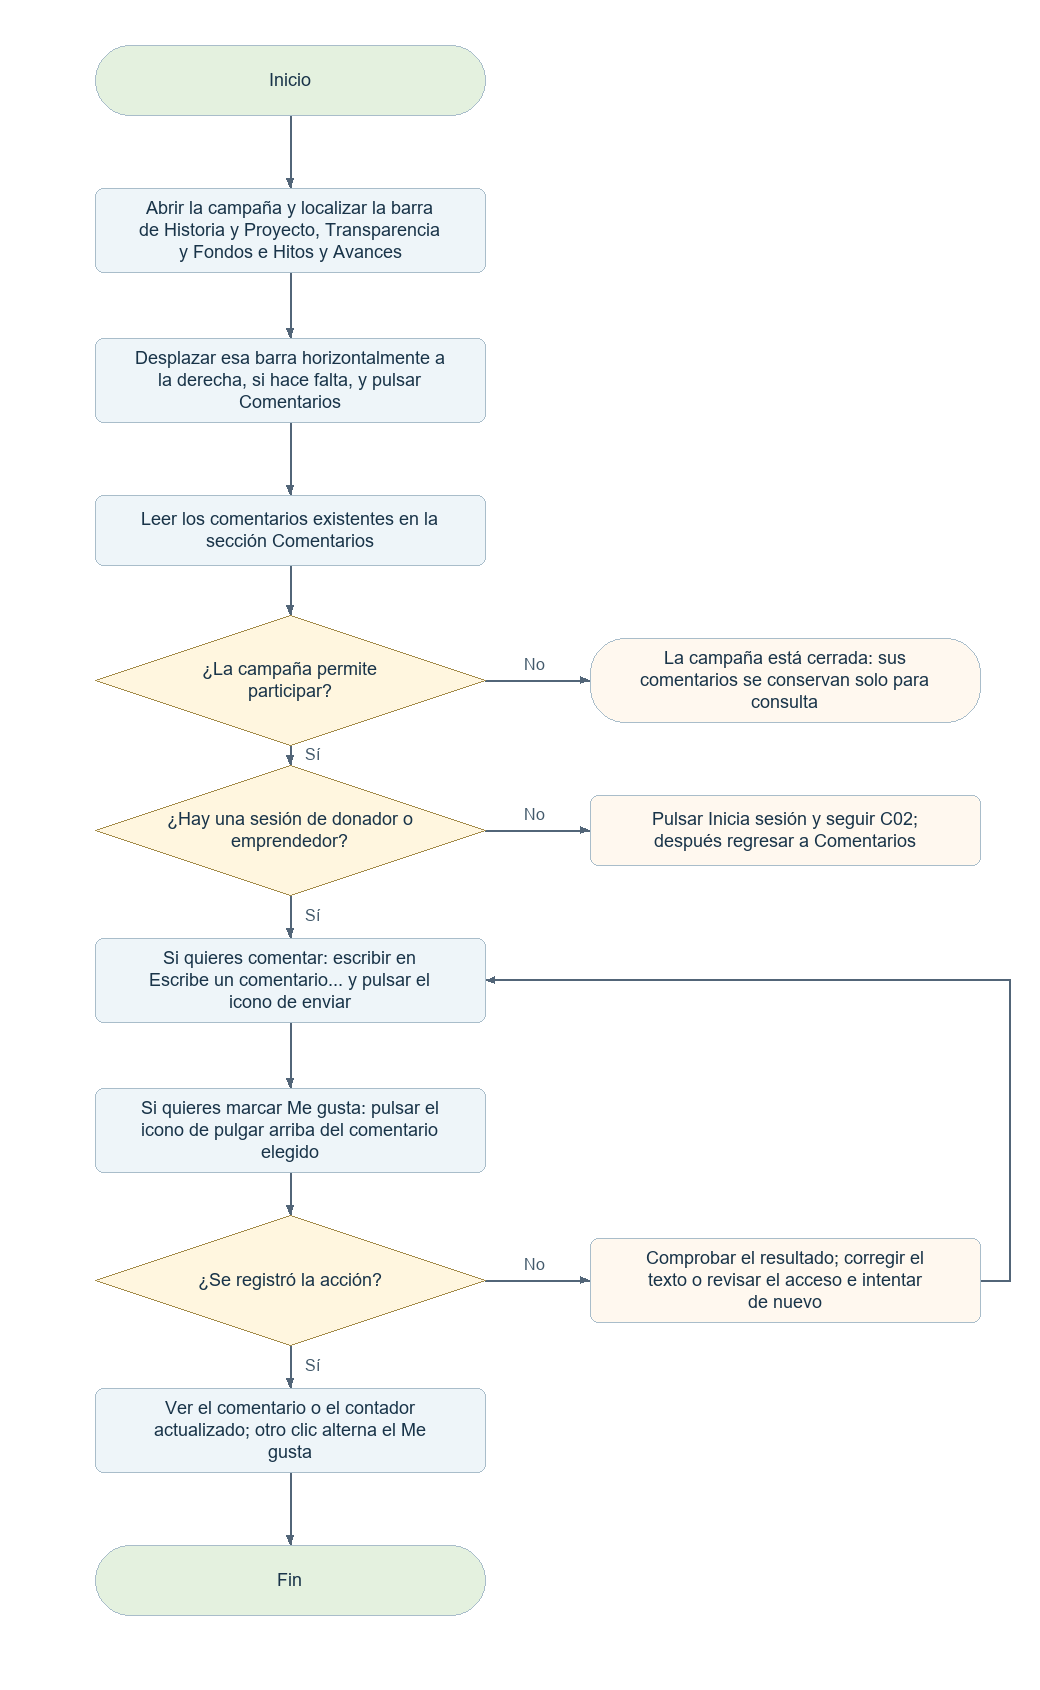 Inicio
Abrir la campaña y localizar la barra
de Historia y Proyecto, Transparencia
y Fondos e Hitos y Avances
Desplazar esa barra horizontalmente a
la derecha, si hace falta, y pulsar
Comentarios
Leer los comentarios existentes en la
sección Comentarios
¿La campaña permite
participar?
No
La campaña está cerrada: sus
comentarios se conservan solo para
consulta
Sí
¿Hay una sesión de donador o
emprendedor?
No
Pulsar Inicia sesión y seguir C02;
después regresar a Comentarios
Sí
Si quieres comentar: escribir en
Escribe un comentario... y pulsar el
icono de enviar
Si quieres marcar Me gusta: pulsar el
icono de pulgar arriba del comentario
elegido
¿Se registró la acción?
No
Comprobar el resultado; corregir el
texto o revisar el acceso e intentar
de nuevo
Sí
Ver el comentario o el contador
actualizado; otro clic alterna el Me
gusta
Fin